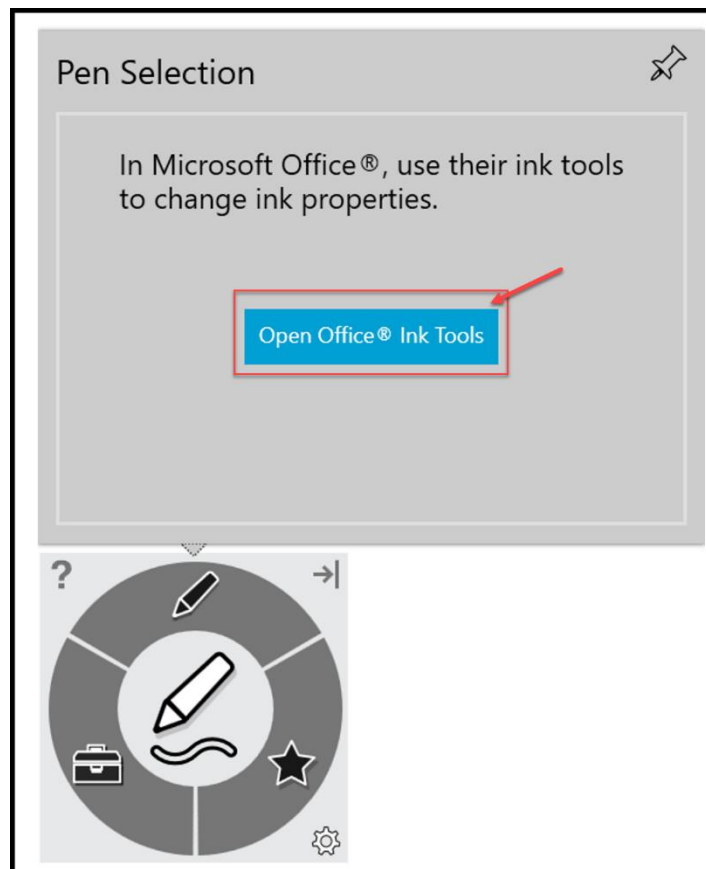 Pen Selection
In Microsoft Office®, use their ink tools
to change ink properties.
Open Office® Ink Tools
?